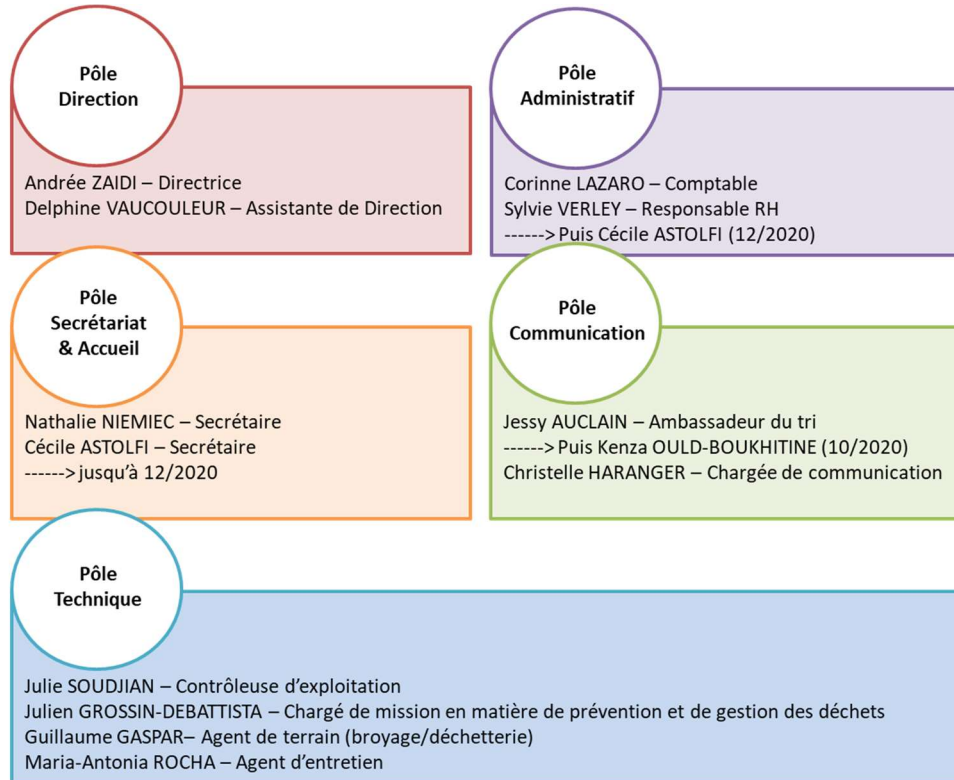 Pôle
Direction
Andrée ZAIDI – Directrice
Delphine VAUCOULEUR – Assistante de Direction
Pôle
Administratif
Corinne LAZARO – Comptable
Sylvie VERLEY – Responsable RH
------> Puis Cécile ASTOLFI (12/2020)
Pôle
Secrétariat
& Accueil
Nathalie NIEMIEC – Secrétaire
Cécile ASTOLFI – Secrétaire
------> jusqu'à 12/2020
Pôle
Communication
Jessy AUCLAIN – Ambassadeur du tri
------> Puis Kenza OULD-BOUKHITINE (10/2020)
Christelle HARANGER – Chargée de communication
Pôle
Technique
Julie SOUDJIAN – Contrôleuse d'exploitation
Julien GROSSIN-DEBATTISTA – Chargé de mission en matière de prévention et de gestion des déchets
Guillaume GASPAR– Agent de terrain (broyage/déchetterie)
Maria-Antonia ROCHA – Agent d'entretien